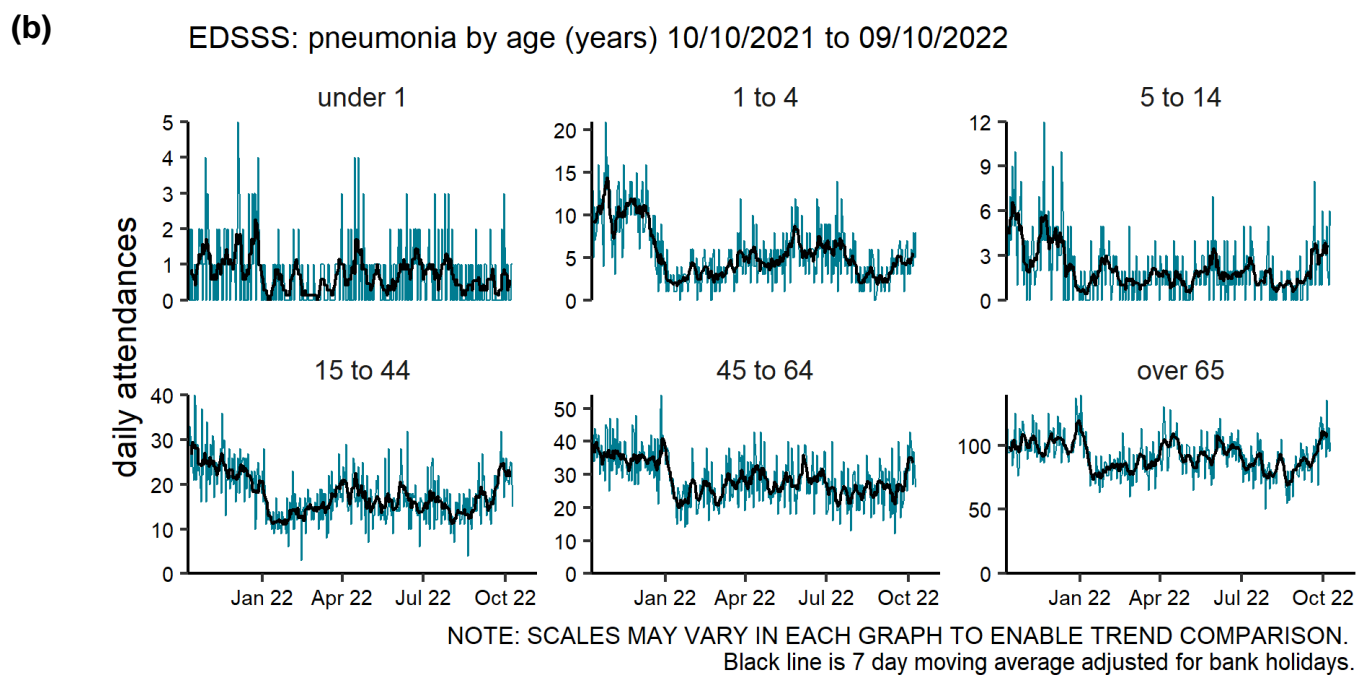 (b)
EDSSS: pneumonia by age (years) 10/10/2021 to 09/10/2022
daily attendances
under 1
5
4
3
2
1
0
1 to 4
20
15
10
5
0
5 to 14
12
9
6
3
0
15 to 44
40
30
20
10
0
Jan 22 Apr 22 Jul 22 Oct 22
45 to 64
50
40
30
20
10
0
Jan 22 Apr 22 Jul 22 Oct 22
over 65
100
50
0
Jan 22 Apr 22 Jul 22 Oct 22
NOTE: SCALES MAY VARY IN EACH GRAPH TO ENABLE TREND COMPARISON.
Black line is 7 day moving average adjusted for bank holidays.